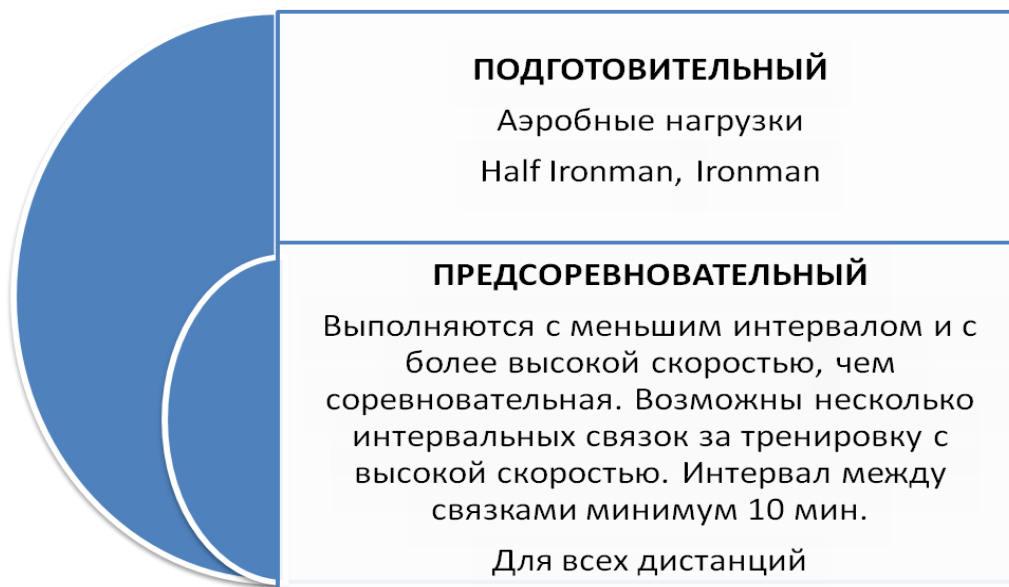 ПОДГОТОВИТЕЛЬНЫЙ
Аэробные нагрузки
Half Ironman, Ironman
ПРЕДСОРЕВНОВАТЕЛЬНЫЙ
Выполняются с меньшим интервалом и с
более высокой скоростью, чем
соревновательная. Возможны несколько
интервальных связок за тренировку с
высокой скоростью. Интервал между
связками минимум 10 мин.
Для всех дистанций